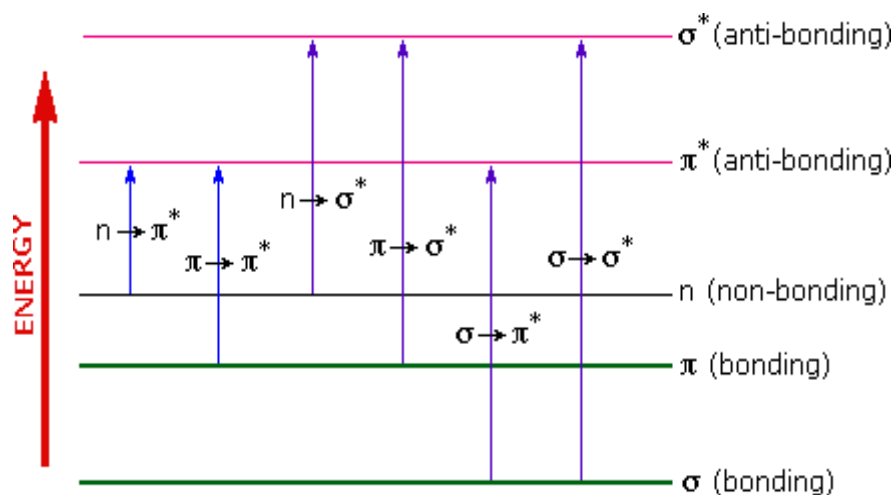 σ* (anti-bonding)
π* (anti-bonding)
n → σ*
n → π*
π → π*
π → σ*
σ → σ*
n (non-bonding)
ENERGY
σ → π*
π (bonding)
σ (bonding)